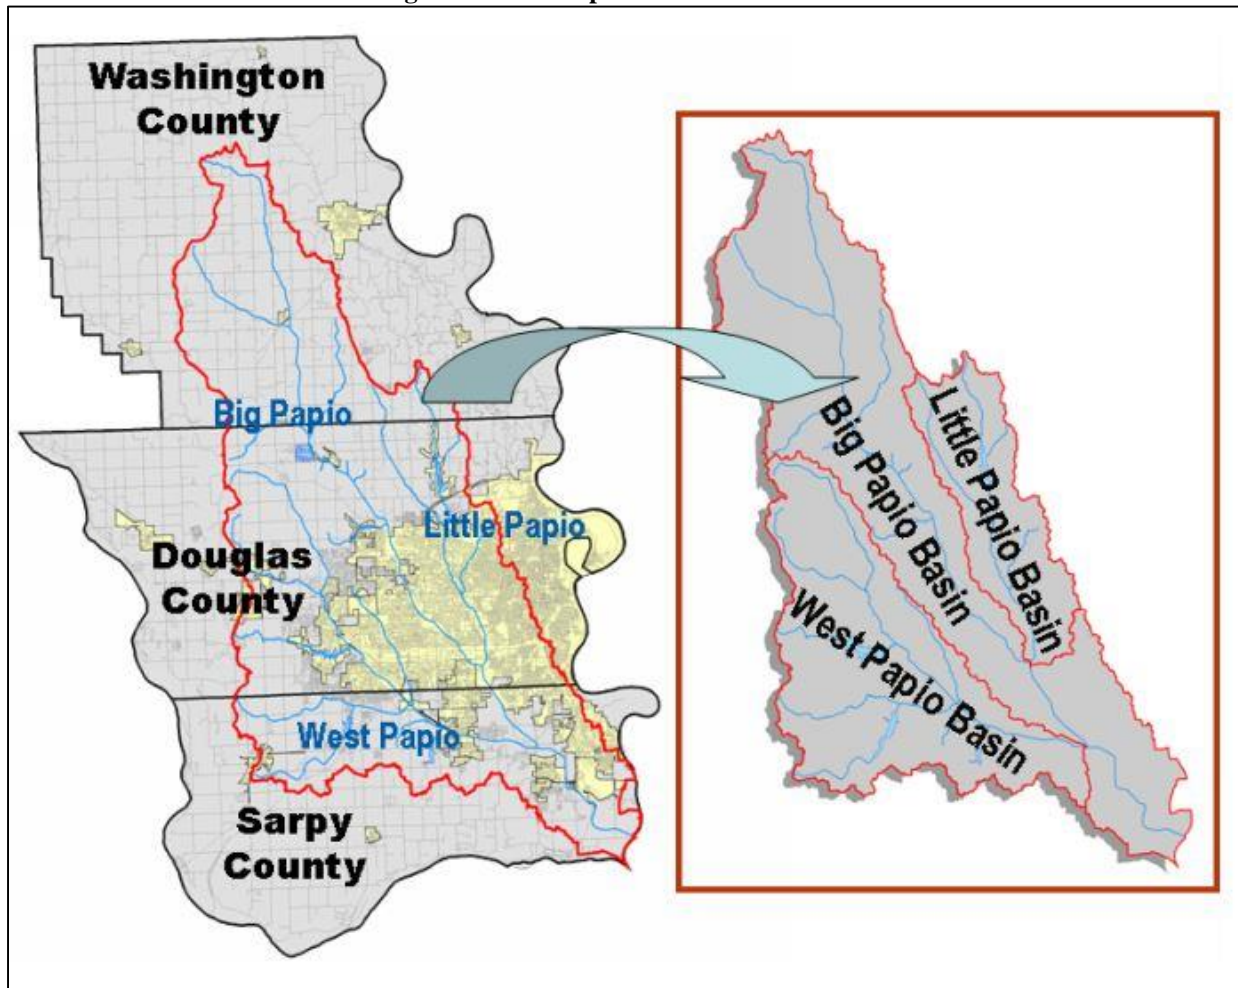 Washington
County
Big Papio
Little Papio
Douglas
County
West Papio
Sarpy
County
Big Papio Basin
Little Papio Basin
West Papio Basin